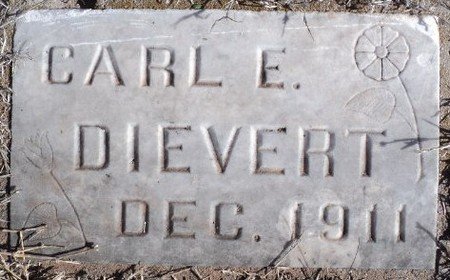 CARL E.
DIEVERT
DEC. 1911